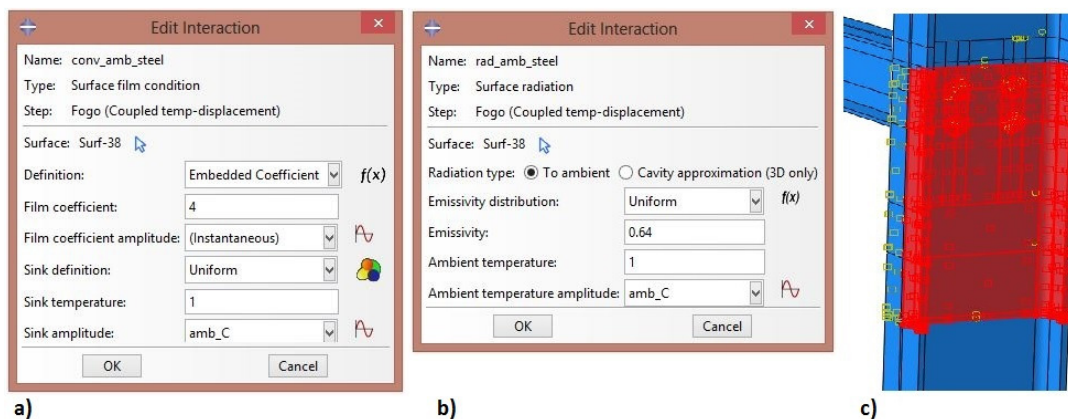 Edit Interaction
Name: conv_amb_steel
Type: Surface film condition
Step: Fogo (Coupled temp-displacement)
Surface: Surf-38
Definition: Embedded Coefficient f(x)
Film coefficient: 4
Film coefficient amplitude: (Instantaneous)
Sink definition: Uniform
Sink temperature: 1
Sink amplitude: amb_C
OK Cancel
a)
Edit Interaction
Name: rad_amb_steel
Type: Surface radiation
Step: Fogo (Coupled temp-displacement)
Surface: Surf-38
Radiation type: To ambient Cavity approximation (3D only)
Emissivity distribution: Uniform f(x)
Emissivity: 0.64
Ambient temperature: 1
Ambient temperature amplitude: amb_C
OK Cancel
b)
c)